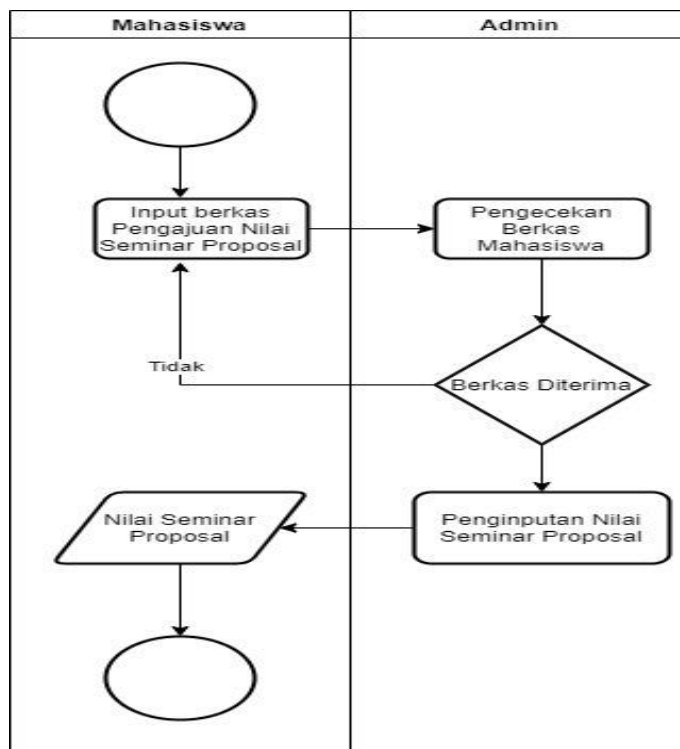 Mahasiswa
Admin
Input berkas
Pengajuan Nilai
Seminar Proposal
Pengecekan
Berkas
Mahasiswa
Tidak
Berkas Diterima
Nilai Seminar
Proposal
Penginputan Nilai
Seminar Proposal